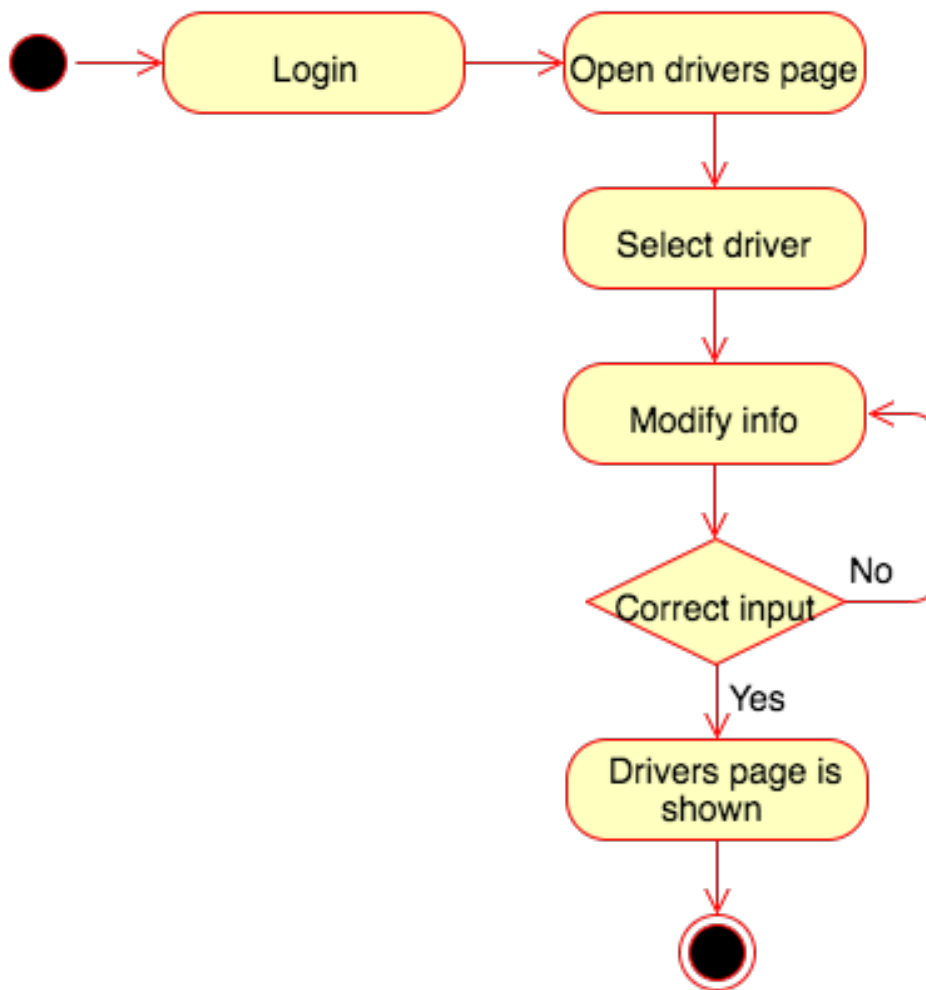 Login
Open drivers page
Select driver
Modify info
Correct input
No
Yes
Drivers page is
shown